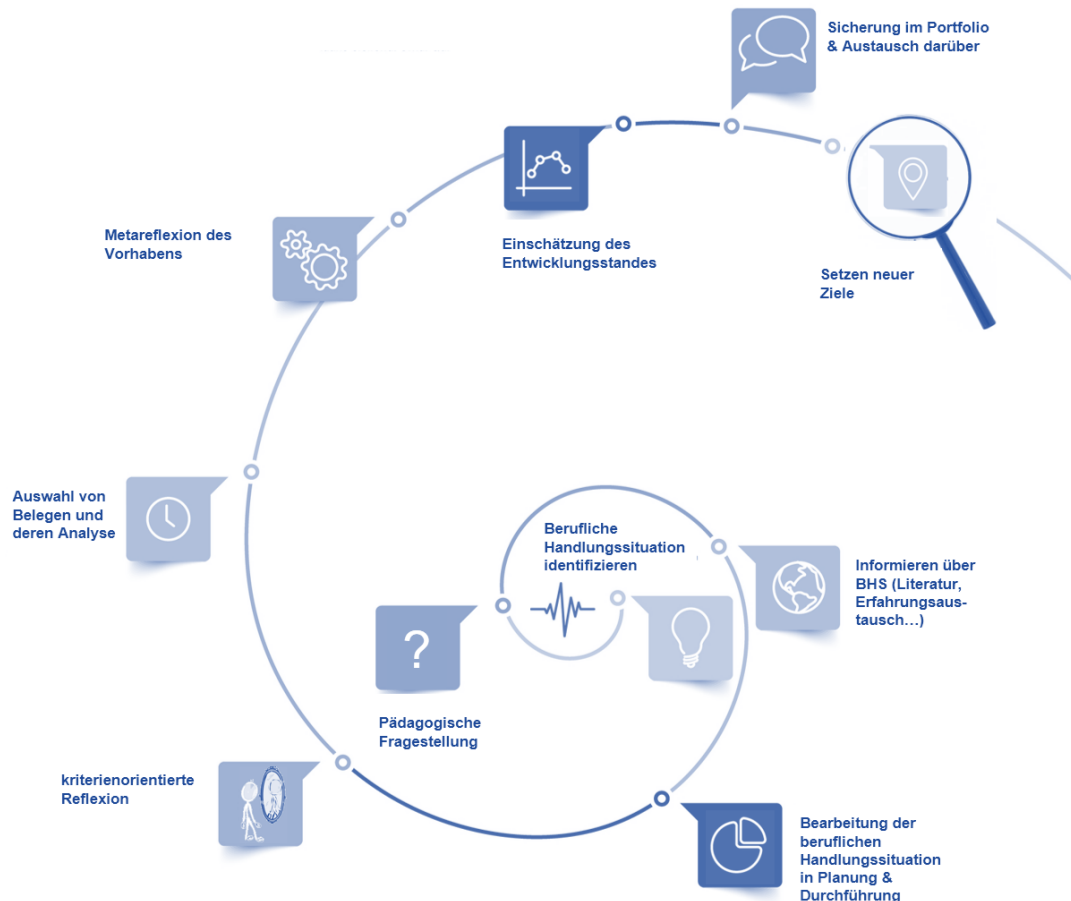 Sicherung im Portfolio
& Austausch darüber
Metareflexion des
Vorhabens
Einschätzung des
Entwicklungsstandes
Setzen neuer
Ziele
Auswahl von
Belegen und
deren Analyse
Berufliche
Handlungssituation
identifizieren
Informieren über
BHS (Literatur,
Erfahrungsaus-
tausch...)
?
Pädagogische
Fragestellung
kriterienorientierte
Reflexion
Bearbeitung der
beruflichen
Handlungssituation
in Planung &
Durchführung